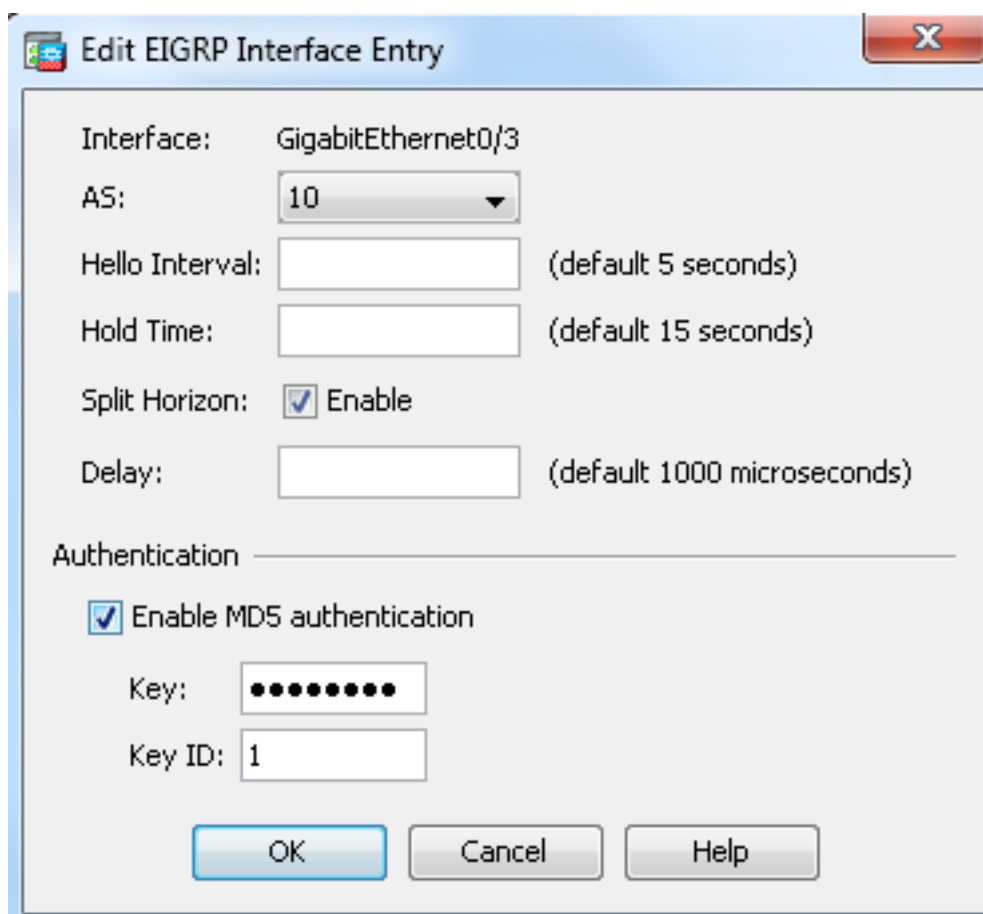 Edit EIGRP Interface Entry
Interface: GigabitEthernet0/3
AS: 10
Hello Interval: (default 5 seconds)
Hold Time: (default 15 seconds)
Split Horizon: Enable
Delay: (default 1000 microseconds)
Authentication
Enable MD5 authentication
Key: ●●●●●●●●
Key ID: 1
OK Cancel Help